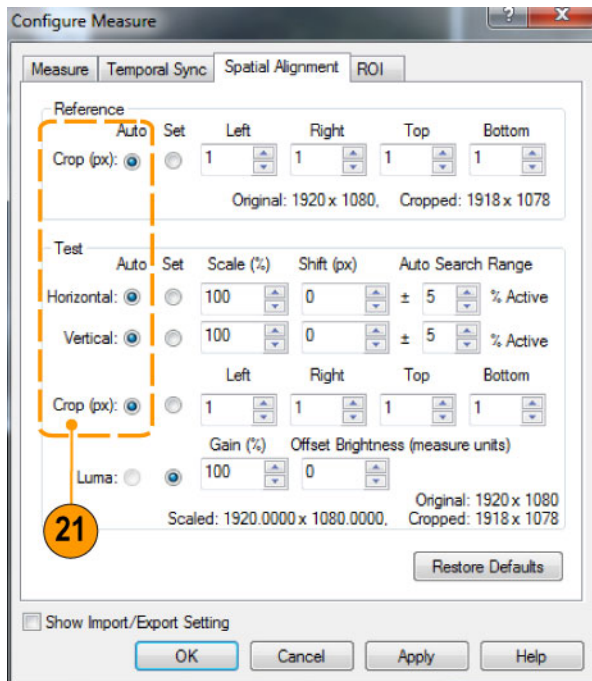 Configure Measure
Measure Temporal Sync Spatial Alignment ROI
Reference
Auto Set Left Right Top Bottom
Crop (px): 1 1 1 1
Original: 1920 x 1080, Cropped: 1918 x 1078
Test
Auto Set Scale (%) Shift (px) Auto Search Range
Horizontal: 100 0 ± 5 % Active
Vertical: 100 0 ± 5 % Active
Left Right Top Bottom
Crop (px): 1 1 1 1
Gain (%) Offset Brightness (measure units)
Luma: 100 0
Original: 1920 x 1080
Scaled: 1920.0000 x 1080.0000, Cropped: 1918 x 1078
21
Restore Defaults
Show Import/Export Setting
OK Cancel Apply Help